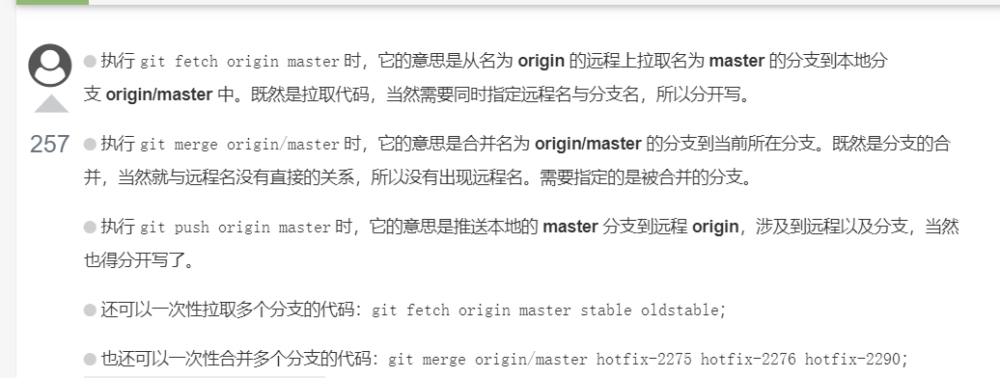 执行 git fetch origin master 时，它的意思是从名为 origin 的远程上拉取名为 master 的分支到本地分
支 origin/master 中。既然是拉取代码，当然需要同时指定远程名与分支名，所以分开写。
257
执行 git merge origin/master 时，它的意思是合并名为 origin/master 的分支到当前所在分支。既然是分支的合
并，当然就与远程名没有直接的关系，所以没有出现远程名。需要指定的是被合并的分支。
执行 git push origin master 时，它的意思是推送本地的 master 分支到远程 origin，涉及到远程以及分支，当然
也得分开写了。
还可以一次性拉取多个分支的代码：git fetch origin master stable oldstable；
也还可以一次性合并多个分支的代码：git merge origin/master hotfix-2275 hotfix-2276 hotfix-2290；